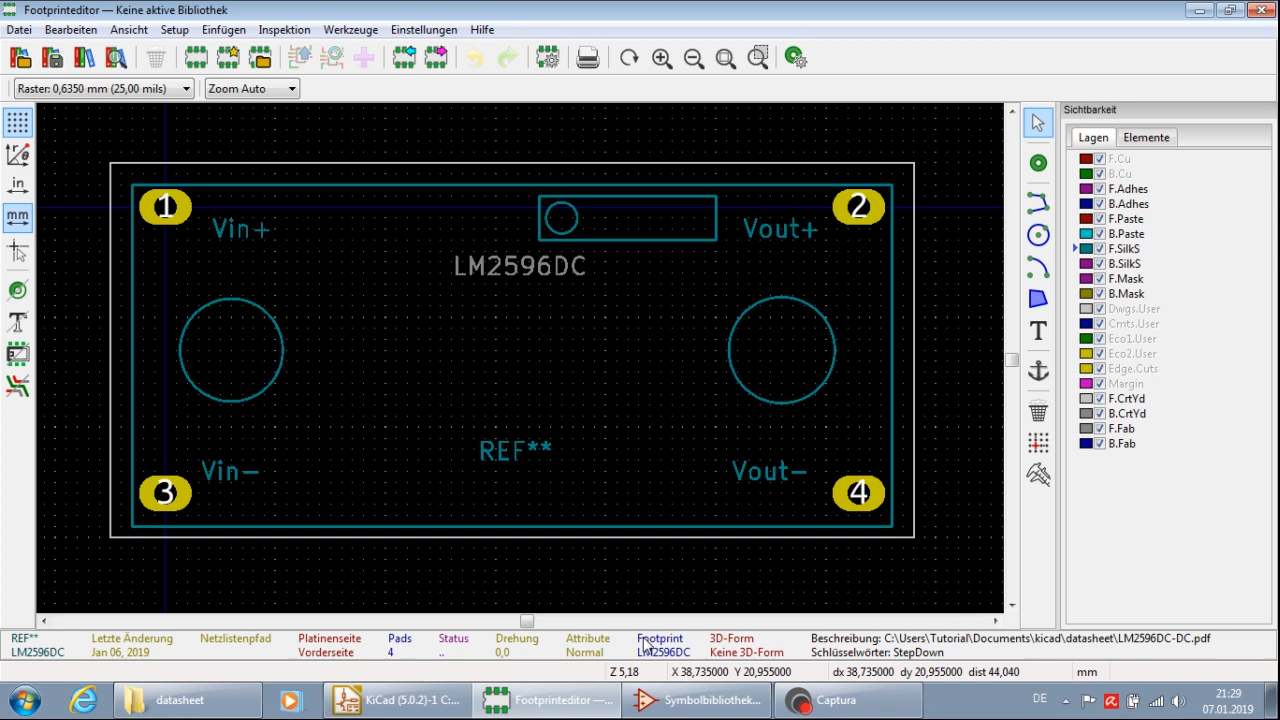 Footprinteditor — Keine aktive Bibliothek
Datei Bearbeiten Ansicht Setup Einfügen Inspektion Werkzeuge Einstellungen Hilfe
Raster: 0,6350 mm (25,00 mils) Zoom Auto
Sichtbarkeit
Lagen Elemente
F.Cu
B.Cu
F.Adhes
B.Adhes
F.Paste
B.Paste
F.SilkS
B.SilkS
F.Mask
B.Mask
Dwgs.User
Cmts.User
Eco1.User
Eco2.User
Edge.Cuts
Margin
F.CrtYd
B.CrtYd
F.Fab
B.Fab
in
mm
1 2
Vin+ Vout+
LM2596DC
REF**
Vin− Vout−
3 4
REF** Letzte Änderung Netzlistenpfad Platinenseite Pads Status Drehung Attribute Footprint 3D-Form Beschreibung: C:\Users\Tutorial\Documents\kicad\datasheet\LM2596DC-DC.pdf
LM2596DC Jan 06, 2019 Vorderseite 4 .. 0,0 Normal LM2596DC Keine 3D-Form Schlüsselwörter: StepDown
Z 5,18 X 38,735000 Y 20,955000 dx 38,735000 dy 20,955000 dist 44,040 mm
datasheet KiCad (5.0.2)-1 C:... Footprinteditor —... Symbolbibliothek... Captura DE 21:29
07.01.2019